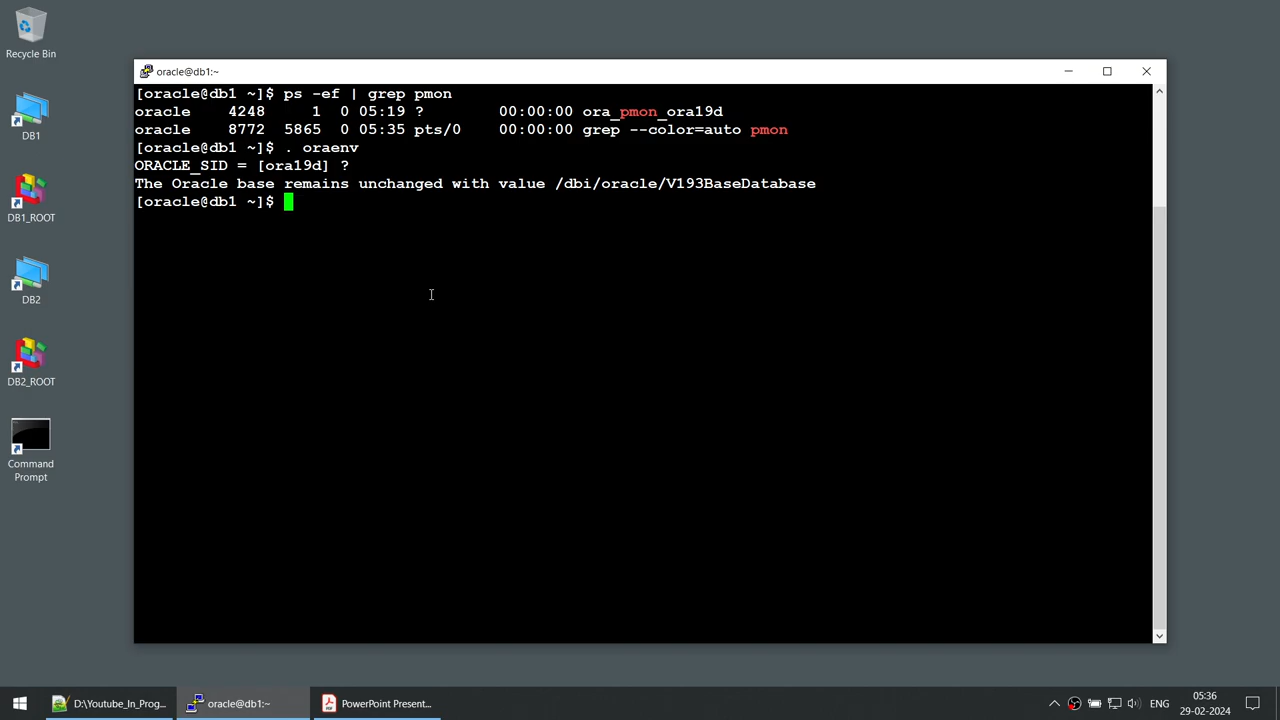 Recycle Bin
DB1
DB1_ROOT
DB2
DB2_ROOT
Command
Prompt
oracle@db1:~
[oracle@db1 ~]$ ps -ef | grep pmon
oracle 4248 1 0 05:19 ? 00:00:00 ora_pmon_ora19d
oracle 8772 5865 0 05:35 pts/0 00:00:00 grep --color=auto pmon
[oracle@db1 ~]$ . oraenv
ORACLE_SID = [ora19d] ?
The Oracle base remains unchanged with value /dbi/oracle/V193BaseDatabase
[oracle@db1 ~]$
D:\Youtube_In_Prog...
oracle@db1:~
PowerPoint Present...
ENG
05:36
29-02-2024